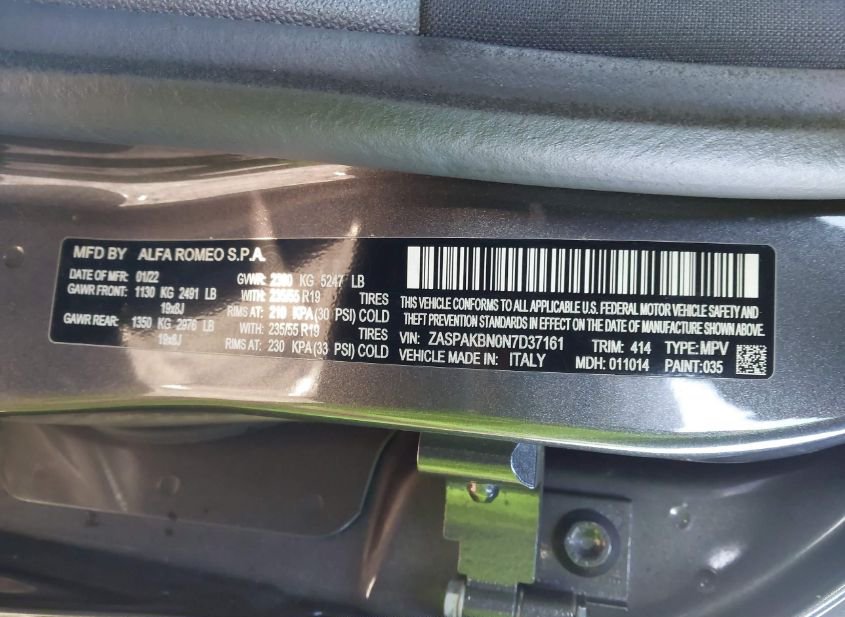 MFD BY ALFA ROMEO S.P.A.
DATE OF MFR: 01/22 GVWR: 2380 KG 5247 LB
GAWR FRONT: 1130 KG 2491 LB WITH: 235/55 R19 TIRES
19x8J RIMS AT: 210 KPA (30 PSI) COLD
GAWR REAR: 1350 KG 2976 LB WITH: 235/55 R19 TIRES
19x8J RIMS AT: 230 KPA (33 PSI) COLD
THIS VEHICLE CONFORMS TO ALL APPLICABLE U.S. FEDERAL MOTOR VEHICLE SAFETY AND
THEFT PREVENTION STANDARDS IN EFFECT ON THE DATE OF MANUFACTURE SHOWN ABOVE.
VIN: ZASPAKBN0N7D37161 TRIM: 414 TYPE: MPV
VEHICLE MADE IN: ITALY MDH: 011014 PAINT: 035